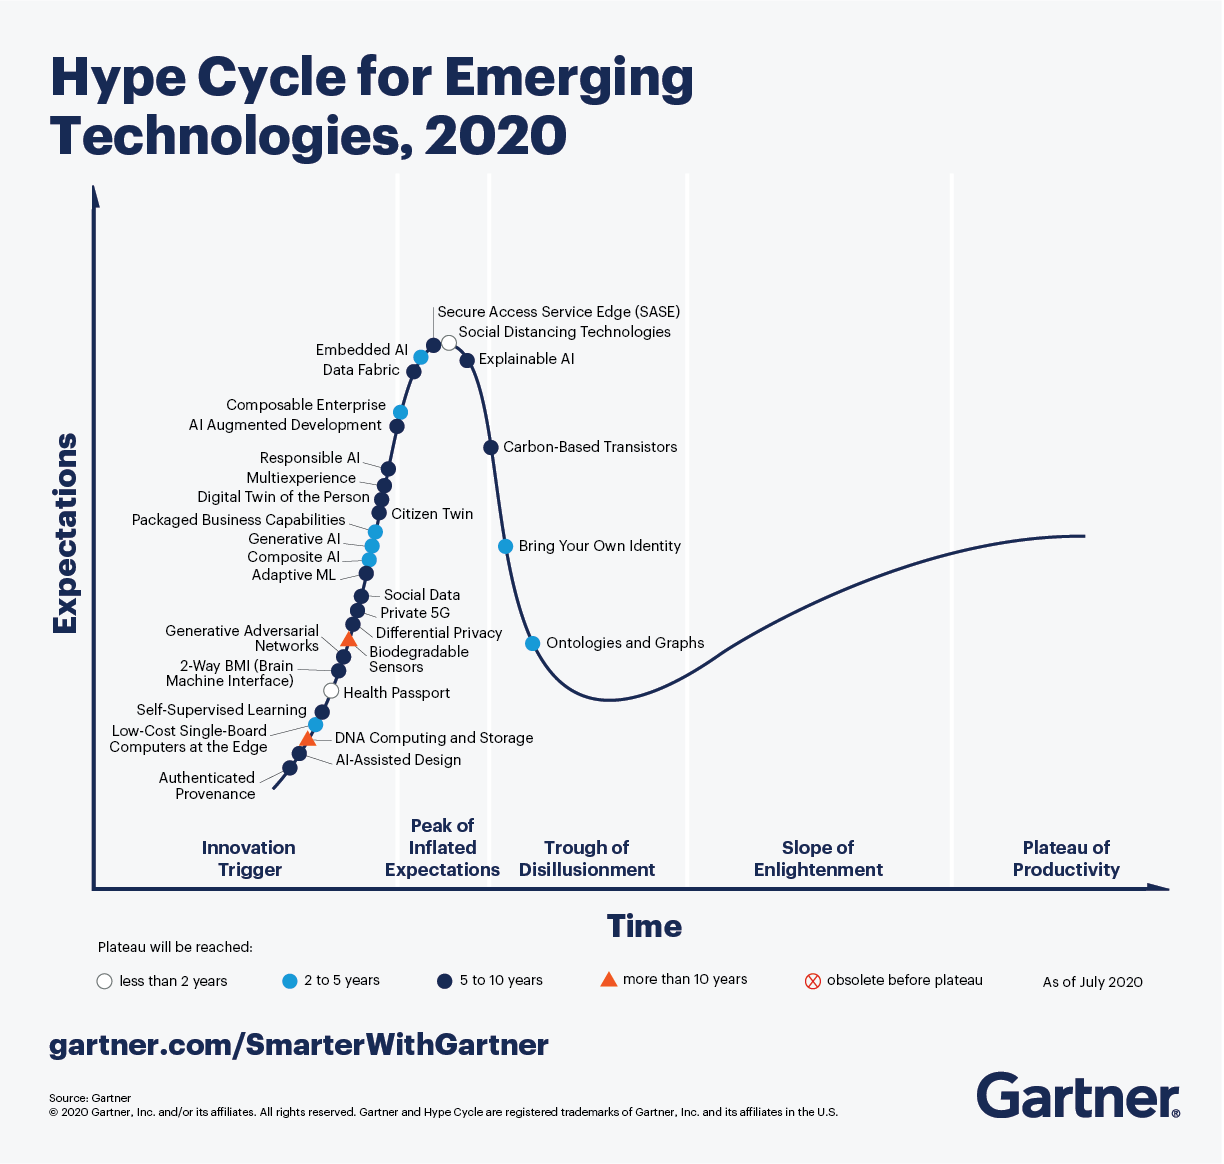 Hype Cycle for Emerging
Technologies, 2020
Expectations
Secure Access Service Edge (SASE)
Social Distancing Technologies
Embedded AI
Explainable AI
Data Fabric
Composable Enterprise
AI Augmented Development
Carbon-Based Transistors
Responsible AI
Multiexperience
Digital Twin of the Person
Citizen Twin
Packaged Business Capabilities
Generative AI
Bring Your Own Identity
Composite AI
Adaptive ML
Social Data
Private 5G
Generative Adversarial
Networks
Differential Privacy
Ontologies and Graphs
Biodegradable
Sensors
2-Way BMI (Brain
Machine Interface)
Health Passport
Self-Supervised Learning
Low-Cost Single-Board
Computers at the Edge
DNA Computing and Storage
AI-Assisted Design
Authenticated
Provenance
Innovation
Trigger
Peak of
Inflated
Expectations
Trough of
Disillusionment
Slope of
Enlightenment
Plateau of
Productivity
Time
Plateau will be reached:
less than 2 years
2 to 5 years
5 to 10 years
more than 10 years
obsolete before plateau
As of July 2020
gartner.com/SmarterWithGartner
Source: Gartner
© 2020 Gartner, Inc. and/or its affiliates. All rights reserved. Gartner and Hype Cycle are registered trademarks of Gartner, Inc. and its affiliates in the U.S.
Gartner®